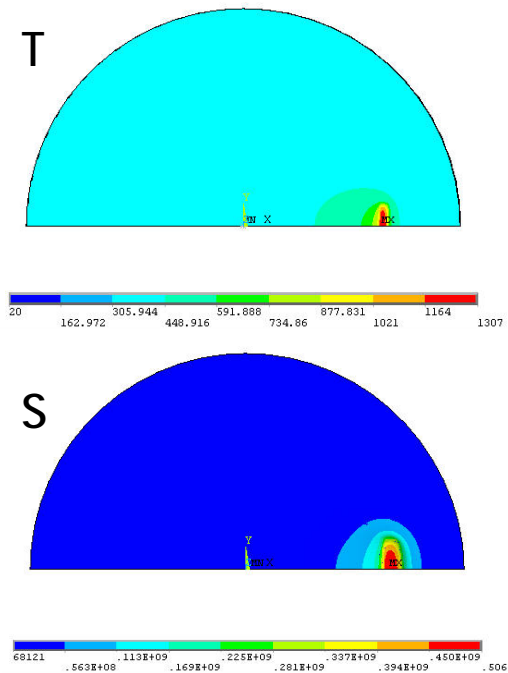 T
Y
MN X
MX
20 305.944 591.888 877.831 1164
162.972 448.916 734.86 1021 1307
S
Y
MN X
MX
68121 .113E+09 .225E+09 .337E+09 .450E+09
.563E+08 .169E+09 .281E+09 .394E+09 .506